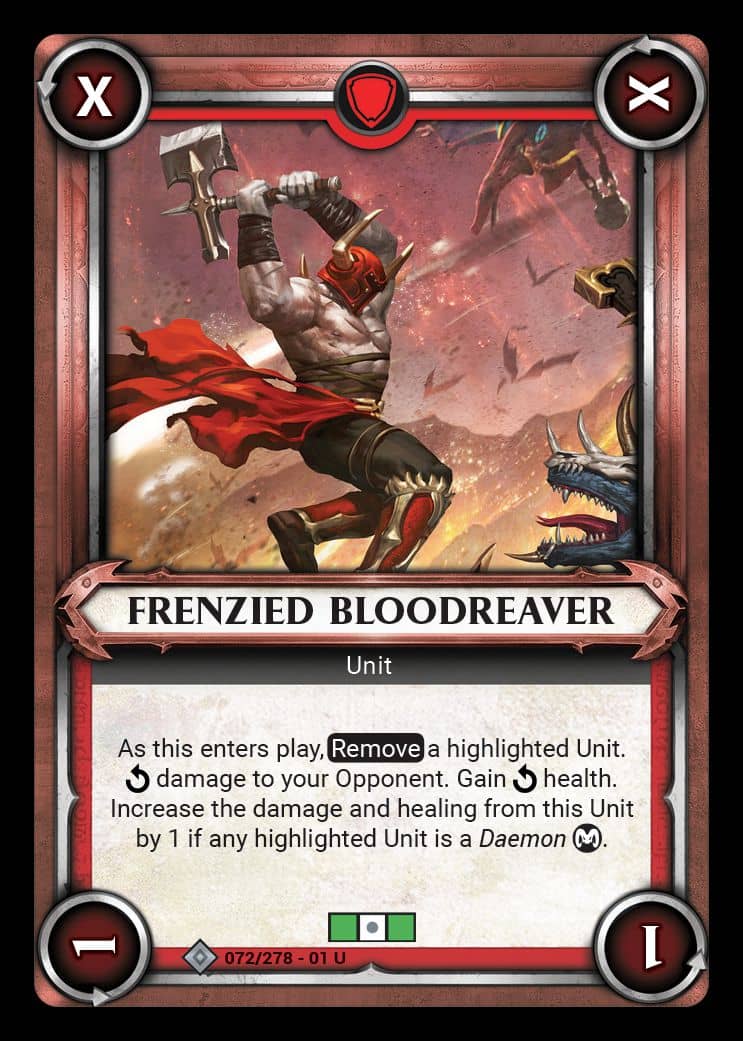 X X
FRENZIED BLOODREAVER
Unit
As this enters play, Remove a highlighted Unit.
damage to your Opponent. Gain health.
Increase the damage and healing from this Unit
by 1 if any highlighted Unit is a Daemon.
1 1
072/278 - 01 U